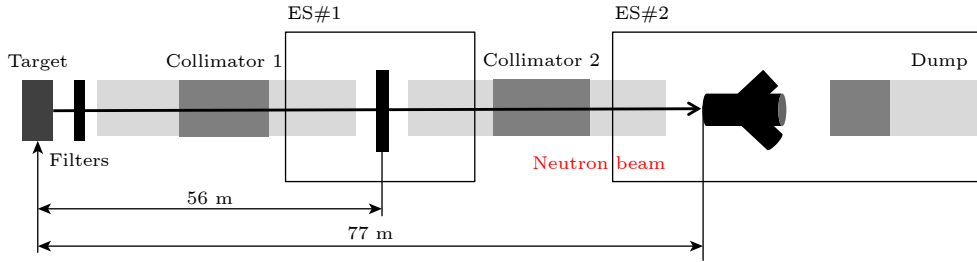 ES#1
ES#2
Target
Collimator 1
Collimator 2
Dump
Filters
Neutron beam
56 m
77 m